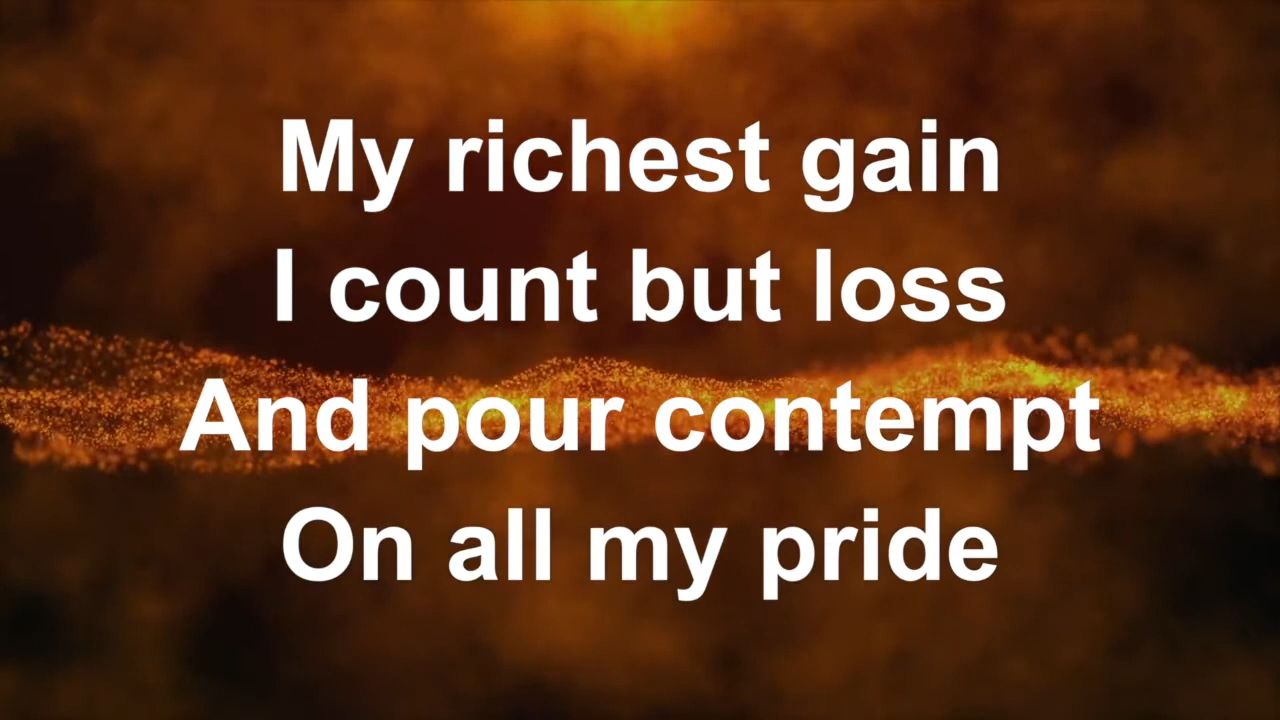 My richest gain
I count but loss
And pour contempt
On all my pride